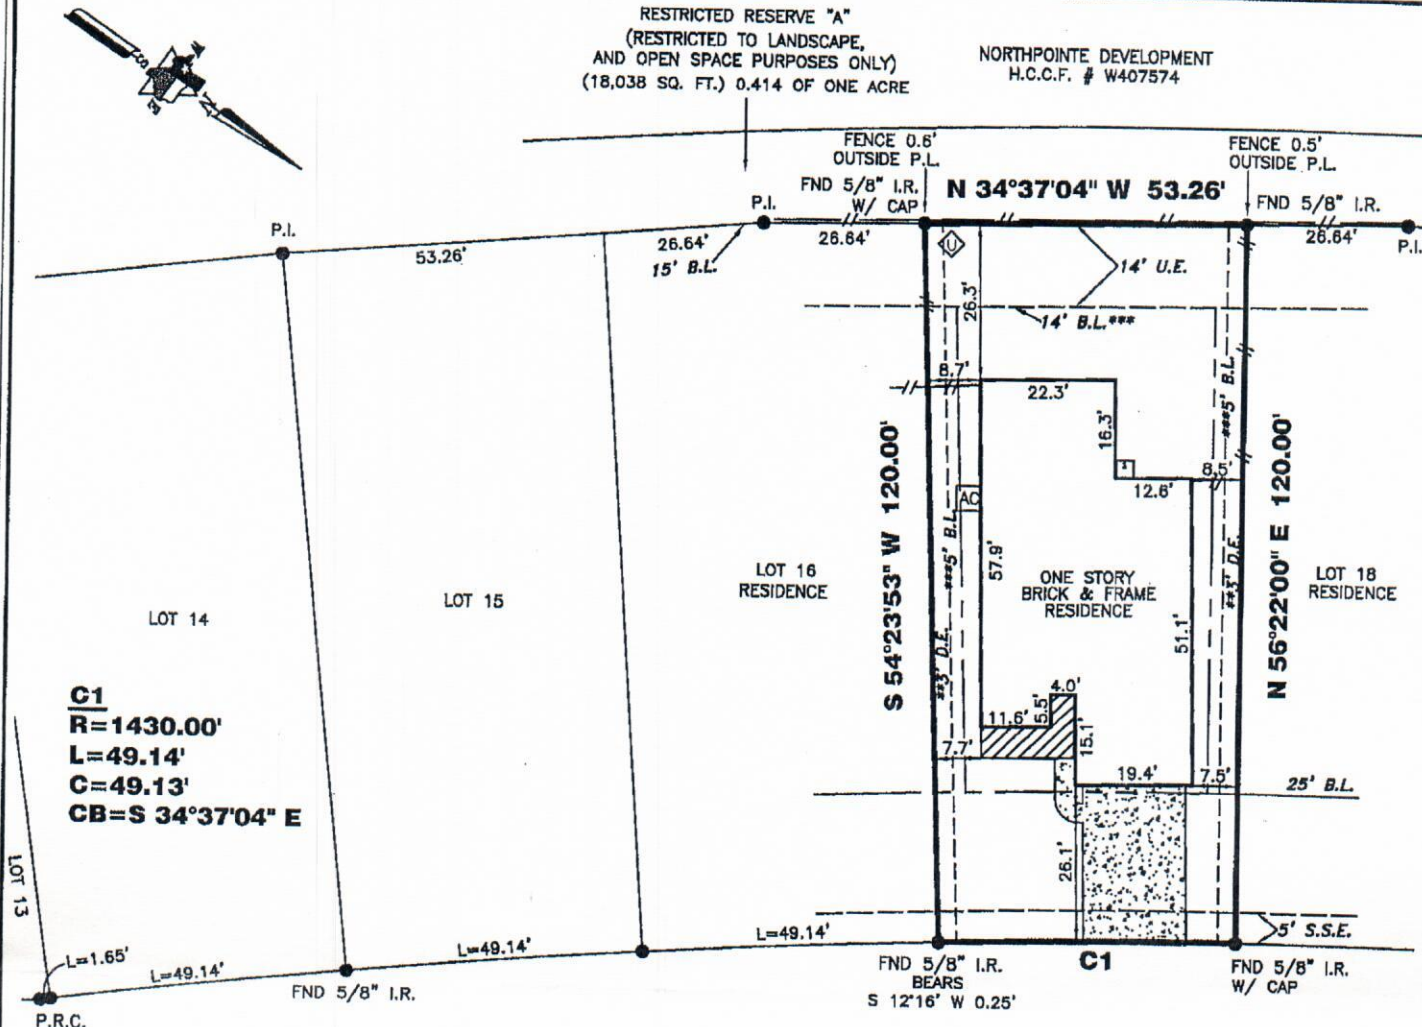 RESTRICTED RESERVE "A"
(RESTRICTED TO LANDSCAPE,
AND OPEN SPACE PURPOSES ONLY)
(18,038 SQ. FT.) 0.414 OF ONE ACRE
NORTHPOINTE DEVELOPMENT
H.C.C.F. # W407574
S
W
E
N
FENCE 0.6'
OUTSIDE P.L.
FENCE 0.5'
OUTSIDE P.L.
FND 5/8" I.R.
W/ CAP
N 34°37'04" W 53.26'
FND 5/8" I.R.
P.I.
P.I.
P.I.
53.26'
26.64'
15' B.L.
26.64'
26.64'
U
14' U.E.
26.3'
14' B.L.***
8.7'
22.3'
16.3'
***5' B.L.
8.5'
12.6'
S 54°23'53" W 120.00'
N 56°22'00" E 120.00'
AC
***5' B.L.
57.9'
LOT 14
LOT 15
LOT 16
RESIDENCE
ONE STORY
BRICK & FRAME
RESIDENCE
LOT 18
RESIDENCE
***3' D.E.
***3' D.E.
51.1'
4.0'
5.5'
11.6'
15.1'
7.7'
19.4'
7.5'
25' B.L.
26.1'
C1
R=1430.00'
L=49.14'
C=49.13'
CB=S 34°37'04" E
LOT 13
L=1.65'
L=49.14'
L=49.14'
L=49.14'
5' S.S.E.
P.R.C.
FND 5/8" I.R.
FND 5/8" I.R.
BEARS
S 12°16' W 0.25'
C1
FND 5/8" I.R.
W/ CAP